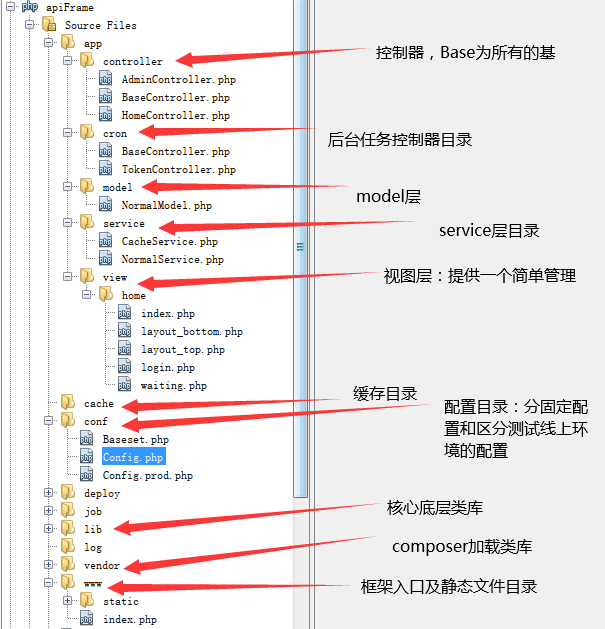 php apiFrame
Source Files
app
controller
控制器，Base为所有的基
AdminController.php
BaseController.php
HomeController.php
cron
后台任务控制器目录
BaseController.php
TokenController.php
model
model层
NormalModel.php
service
service层目录
CacheService.php
NormalService.php
view
视图层：提供一个简单管理
home
index.php
layout_bottom.php
layout_top.php
login.php
waiting.php
cache
缓存目录
conf
配置目录：分固定配
置和区分测试线上环
境的配置
Baseset.php
Config.php
Config.prod.php
deploy
job
lib
核心底层类库
log
vendor
composer加载类库
框架入口及静态文件目录
static
index.php